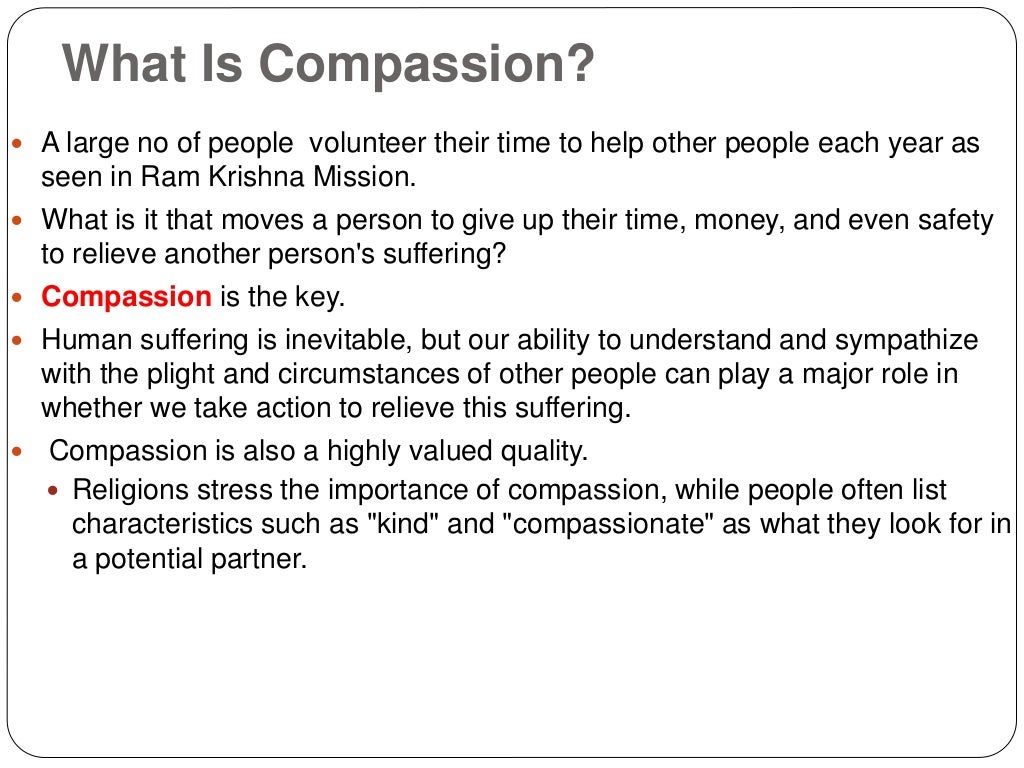 What Is Compassion?
• A large no of people  volunteer their time to help other people each year as
seen in Ram Krishna Mission.
• What is it that moves a person to give up their time, money, and even safety
to relieve another person's suffering?
• Compassion is the key.
• Human suffering is inevitable, but our ability to understand and sympathize
with the plight and circumstances of other people can play a major role in
whether we take action to relieve this suffering.
• Compassion is also a highly valued quality.
• Religions stress the importance of compassion, while people often list
characteristics such as "kind" and "compassionate" as what they look for in
a potential partner.